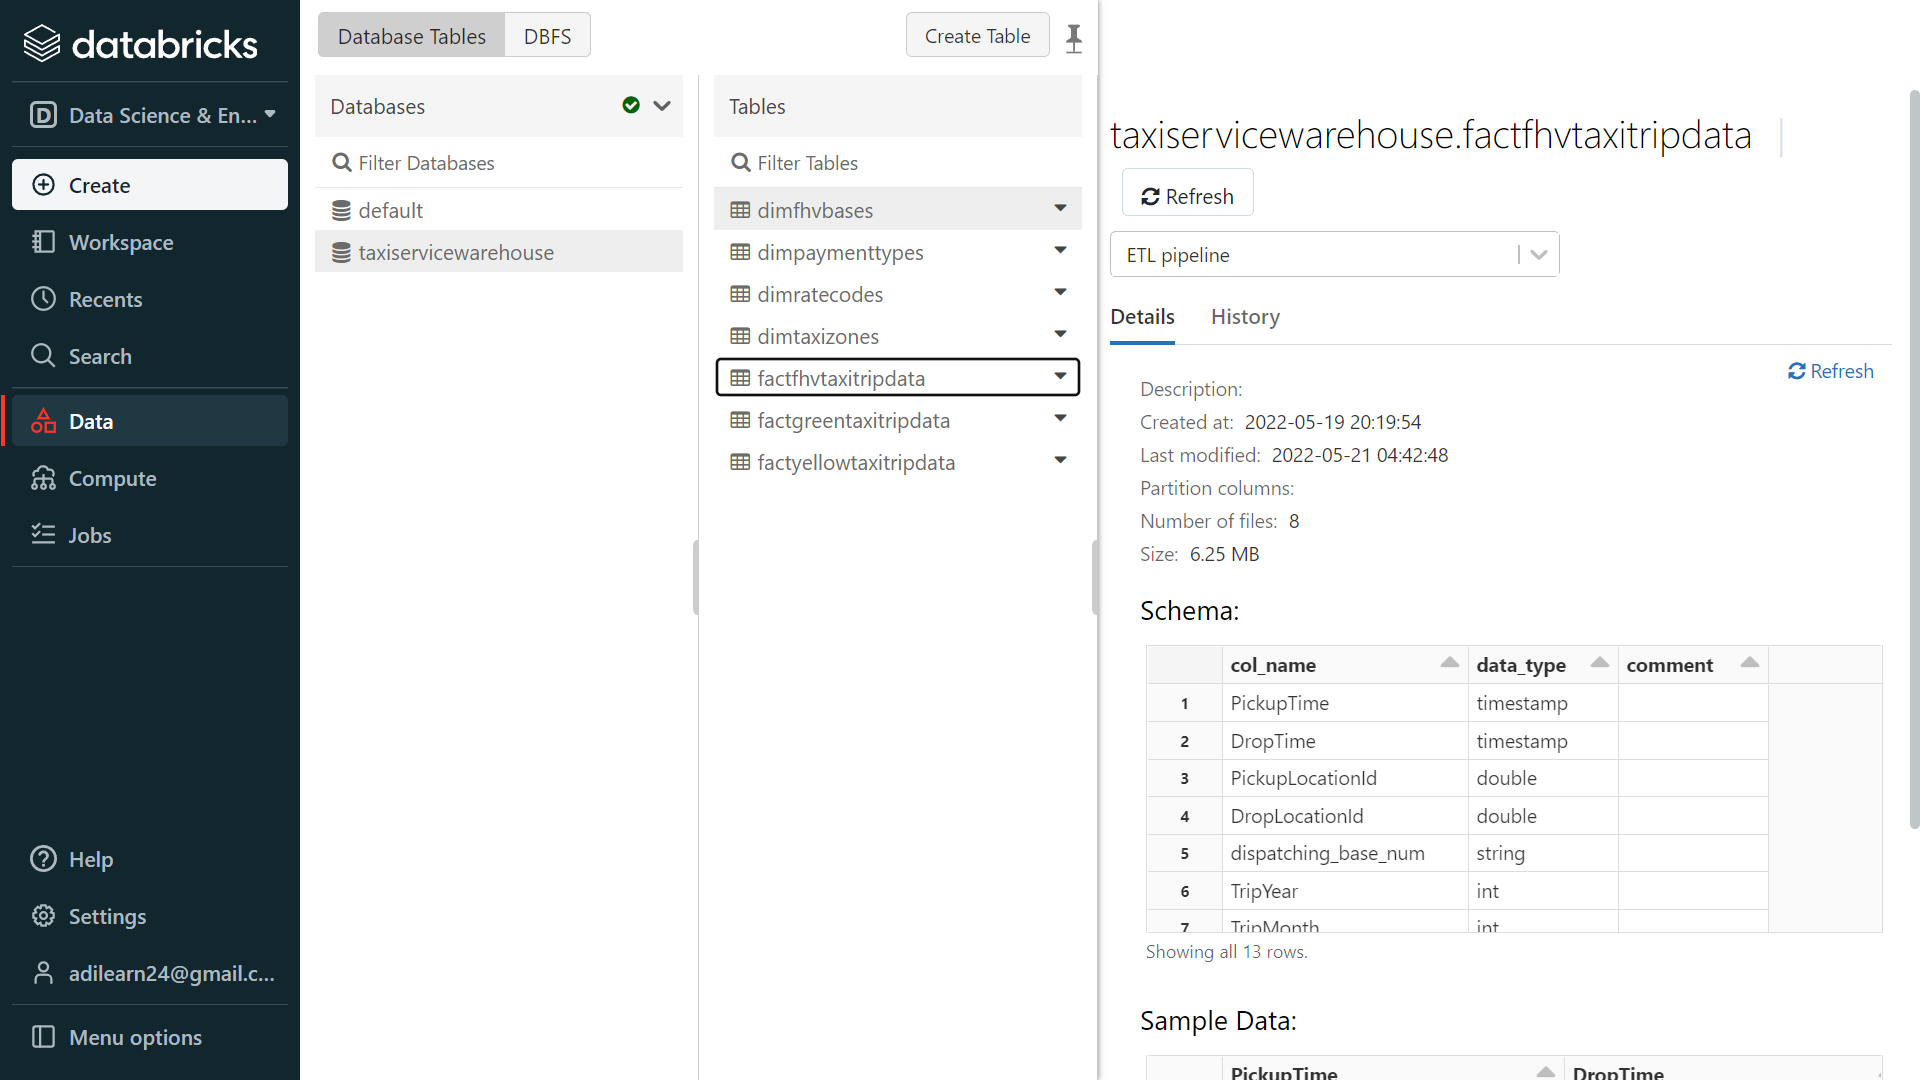 databricks
D Data Science & En...
Create
Workspace
Recents
Search
Data
Compute
Jobs
Help
Settings
adilearn24@gmail.c...
Menu options
Database Tables DBFS
Create Table
Databases
Filter Databases
default
taxiservicewarehouse
Tables
Filter Tables
dimfhvbases
dimpaymenttypes
dimratecodes
dimtaxizones
factfhvtaxitripdata
factgreentaxitripdata
factyellowtaxitripdata
taxiservicewarehouse.factfhvtaxitripdata
Refresh
ETL pipeline
Details History
Refresh
Description:
Created at: 2022-05-19 20:19:54
Last modified: 2022-05-21 04:42:48
Partition columns:
Number of files: 8
Size: 6.25 MB
Schema:
col_name data_type comment
1 PickupTime timestamp
2 DropTime timestamp
3 PickupLocationId double
4 DropLocationId double
5 dispatching_base_num string
6 TripYear int
7 TripMonth int
Showing all 13 rows.
Sample Data:
PickupTime DropTime